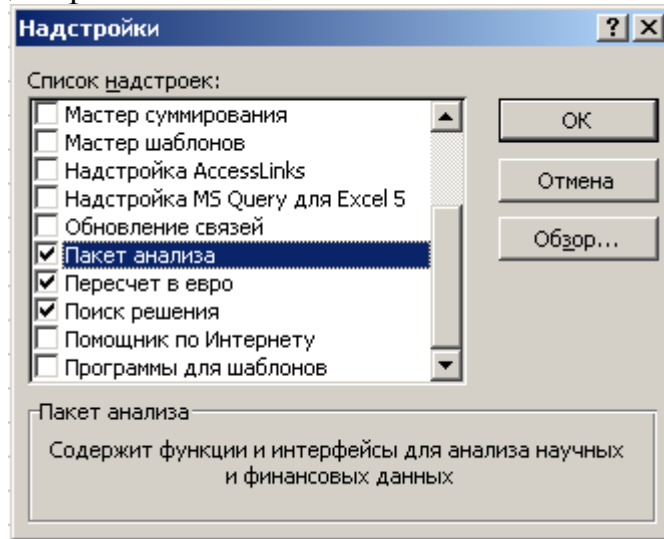 Надстройки
Список надстроек:
Мастер суммирования
Мастер шаблонов
Надстройка AccessLinks
Надстройка MS Query для Excel 5
Обновление связей
Пакет анализа
Пересчет в евро
Поиск решения
Помощник по Интернету
Программы для шаблонов
ОК
Отмена
Обзор...
Пакет анализа
Содержит функции и интерфейсы для анализа научных
и финансовых данных